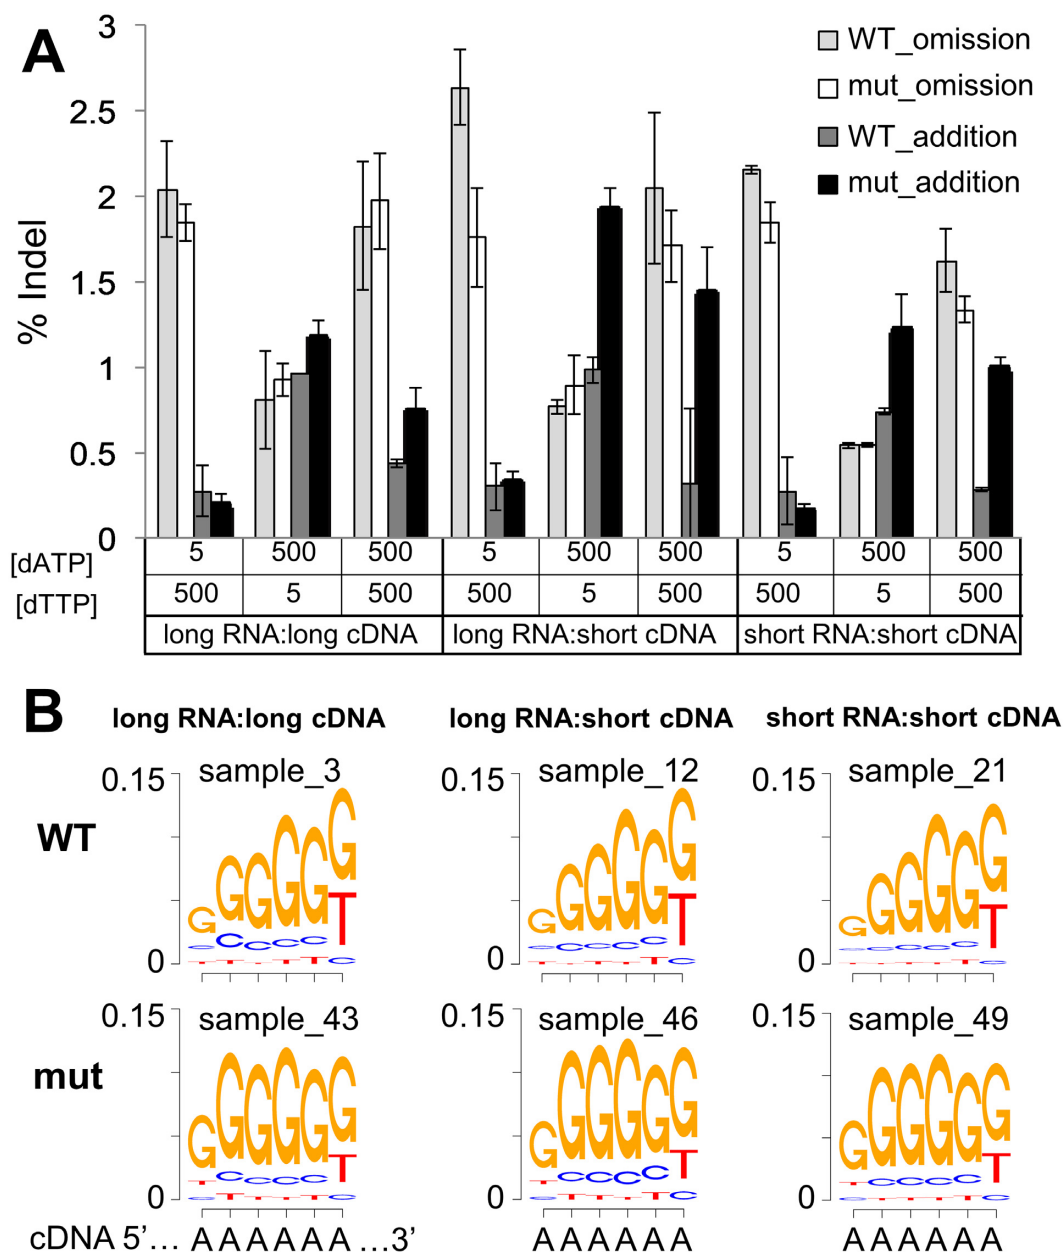 A
3
2.5
2
1.5
1
0.5
0
% Indel
WT_omission
mut_omission
WT_addition
mut_addition
[dATP] 5 500 500 5 500 500 5 500 500
[dTTP] 500 5 500 500 5 500 500 5 500
long RNA:long cDNA long RNA:short cDNA short RNA:short cDNA
B
long RNA:long cDNA long RNA:short cDNA short RNA:short cDNA
WT
0.15 sample_3 0.15 sample_12 0.15 sample_21
G G G G G G G G G G G G G G G G G G
C C C C C T C C C C C T C C C C C T
T T T T T C T T T T T C T T T T T C
0 0 0
mut
0.15 sample_43 0.15 sample_46 0.15 sample_49
G G G G G G G G G G G G G G G G G G
T C C C C T T C C C C T T C C C C T
C T T T T C C T T T T C C T T T T C
0 0 0
cDNA 5’... A A A A A A ...3’ A A A A A A A A A A A A